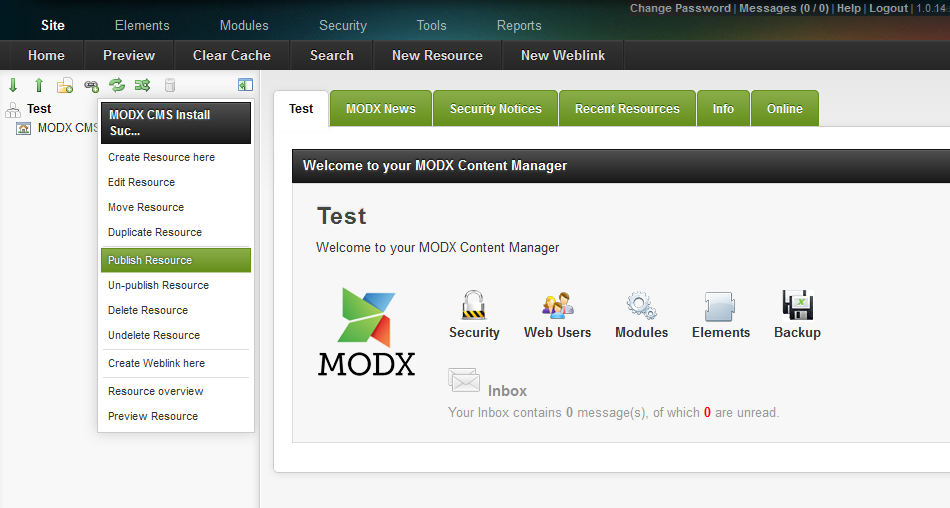 Change Password | Messages (0 / 0) | Help | Logout | 1.0.14
Site Elements Modules Security Tools Reports
Home Preview Clear Cache Search New Resource New Weblink
Test
MODX CMS
MODX CMS Install
Suc...
Create Resource here
Edit Resource
Move Resource
Duplicate Resource
Publish Resource
Un-publish Resource
Delete Resource
Undelete Resource
Create Weblink here
Resource overview
Preview Resource
Test MODX News Security Notices Recent Resources Info Online
Welcome to your MODX Content Manager
Test
Welcome to your MODX Content Manager
MODX
Security Web Users Modules Elements Backup
Inbox
Your Inbox contains 0 message(s), of which 0 are unread.